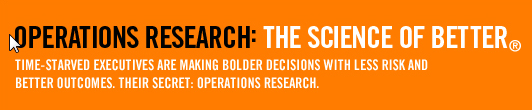 OPERATIONS RESEARCH: THE SCIENCE OF BETTER®
TIME-STARVED EXECUTIVES ARE MAKING BOLDER DECISIONS WITH LESS RISK AND
BETTER OUTCOMES. THEIR SECRET: OPERATIONS RESEARCH.